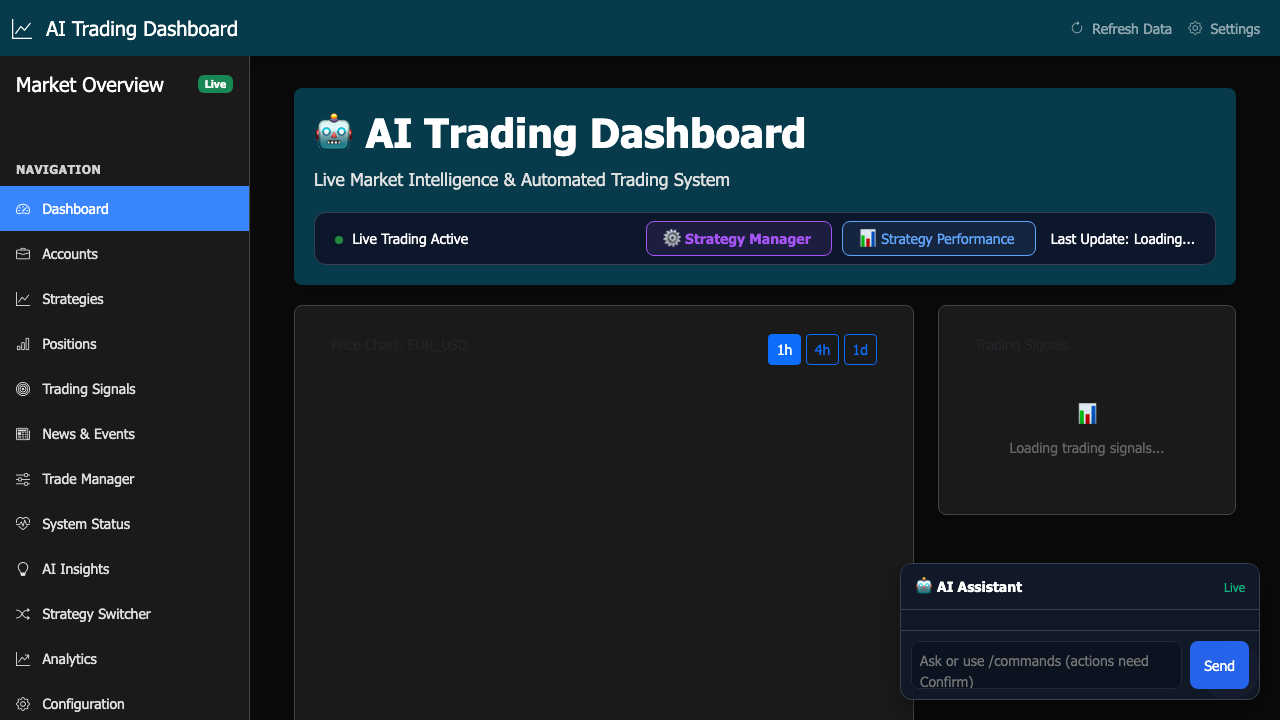 AI Trading Dashboard
Refresh Data
Settings
Market Overview
Live
NAVIGATION
Dashboard
Accounts
Strategies
Positions
Trading Signals
News & Events
Trade Manager
System Status
AI Insights
Strategy Switcher
Analytics
Configuration
AI Trading Dashboard
Live Market Intelligence & Automated Trading System
Live Trading Active
Strategy Manager
Strategy Performance
Last Update: Loading...
Price Chart: EUR_USD
1h
4h
1d
Trading Signals
Loading trading signals...
AI Assistant
Live
Ask or use /commands (actions need
Confirm)
Send